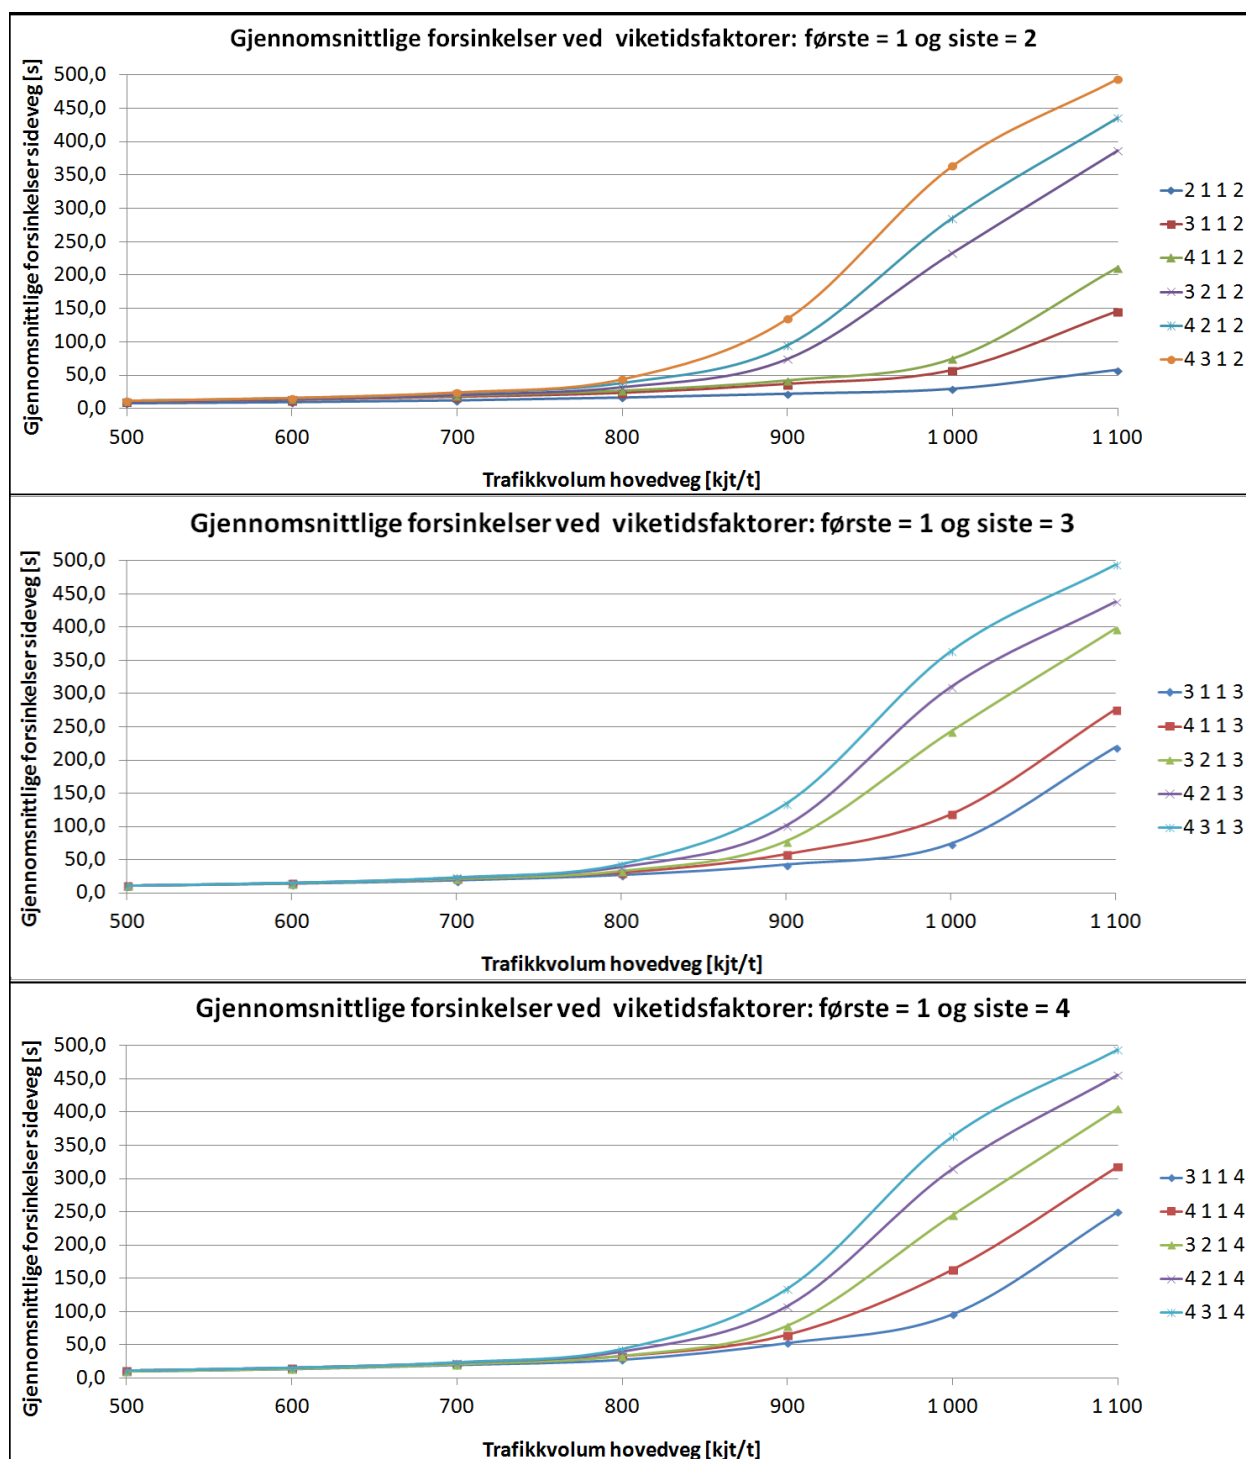 Gjennomsnittlige forsinkelser ved viketidsfaktorer: første = 1 og siste = 2
Gjennomsnittlige forsinkelser sideveg [s]
500,0
450,0
400,0
350,0
300,0
250,0
200,0
150,0
100,0
50,0
0,0
500 600 700 800 900 1 000 1 100
Trafikkvolum hovedveg [kjt/t]
2 1 1 2
3 1 1 2
4 1 1 2
3 2 1 2
4 2 1 2
4 3 1 2
Gjennomsnittlige forsinkelser ved viketidsfaktorer: første = 1 og siste = 3
Gjennomsnittlige forsinkelser sideveg [s]
500,0
450,0
400,0
350,0
300,0
250,0
200,0
150,0
100,0
50,0
0,0
500 600 700 800 900 1 000 1 100
Trafikkvolum hovedveg [kjt/t]
3 1 1 3
4 1 1 3
3 2 1 3
4 2 1 3
4 3 1 3
Gjennomsnittlige forsinkelser ved viketidsfaktorer: første = 1 og siste = 4
Gjennomsnittlige forsinkelser sideveg [s]
500,0
450,0
400,0
350,0
300,0
250,0
200,0
150,0
100,0
50,0
0,0
500 600 700 800 900 1 000 1 100
Trafikkvolum hovedveg [kjt/t]
3 1 1 4
4 1 1 4
3 2 1 4
4 2 1 4
4 3 1 4